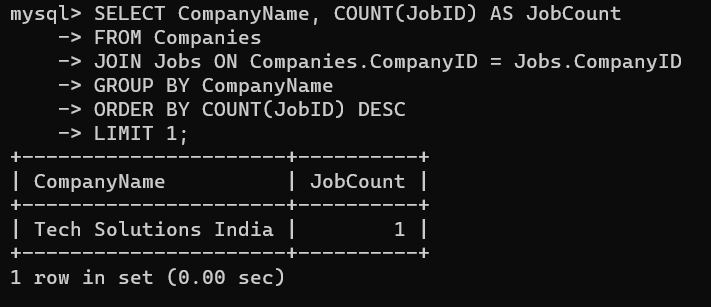 mysql> SELECT CompanyName, COUNT(JobID) AS JobCount
    -> FROM Companies
    -> JOIN Jobs ON Companies.CompanyID = Jobs.CompanyID
    -> GROUP BY CompanyName
    -> ORDER BY COUNT(JobID) DESC
    -> LIMIT 1;
+----------------------+----------+
| CompanyName          | JobCount |
+----------------------+----------+
| Tech Solutions India |        1 |
+----------------------+----------+
1 row in set (0.00 sec)